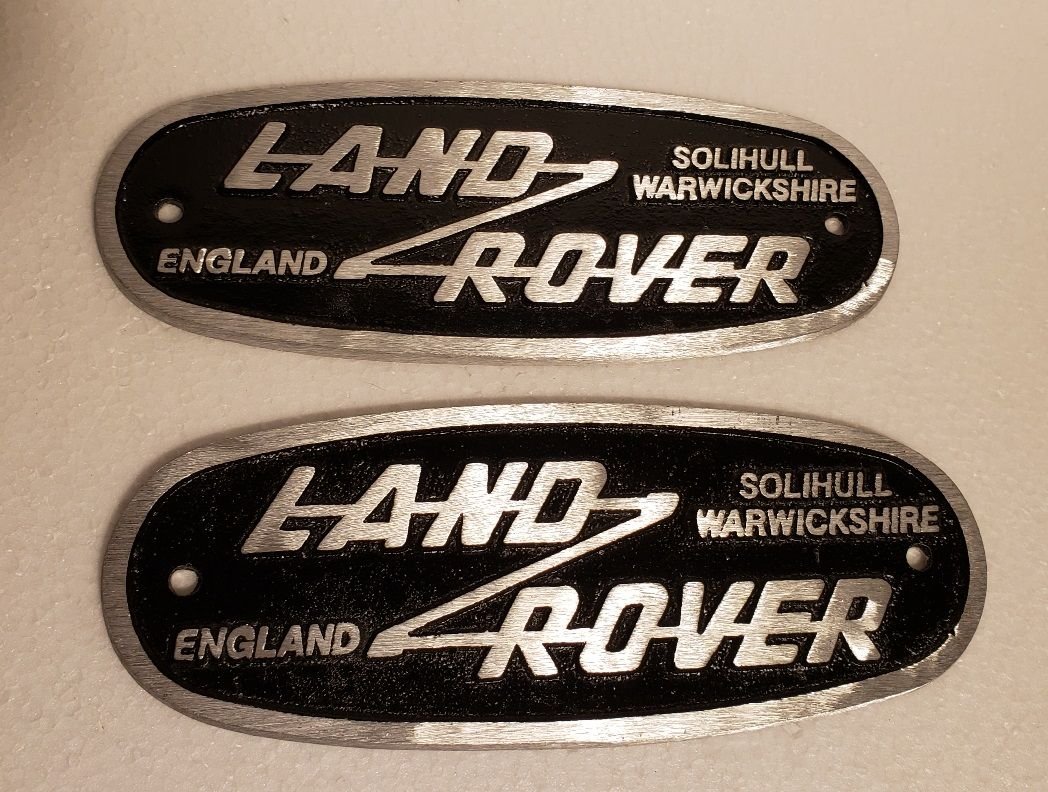 LAND
SOLIHULL
WARWICKSHIRE
ENGLAND
ROVER
LAND
SOLIHULL
WARWICKSHIRE
ENGLAND
ROVER